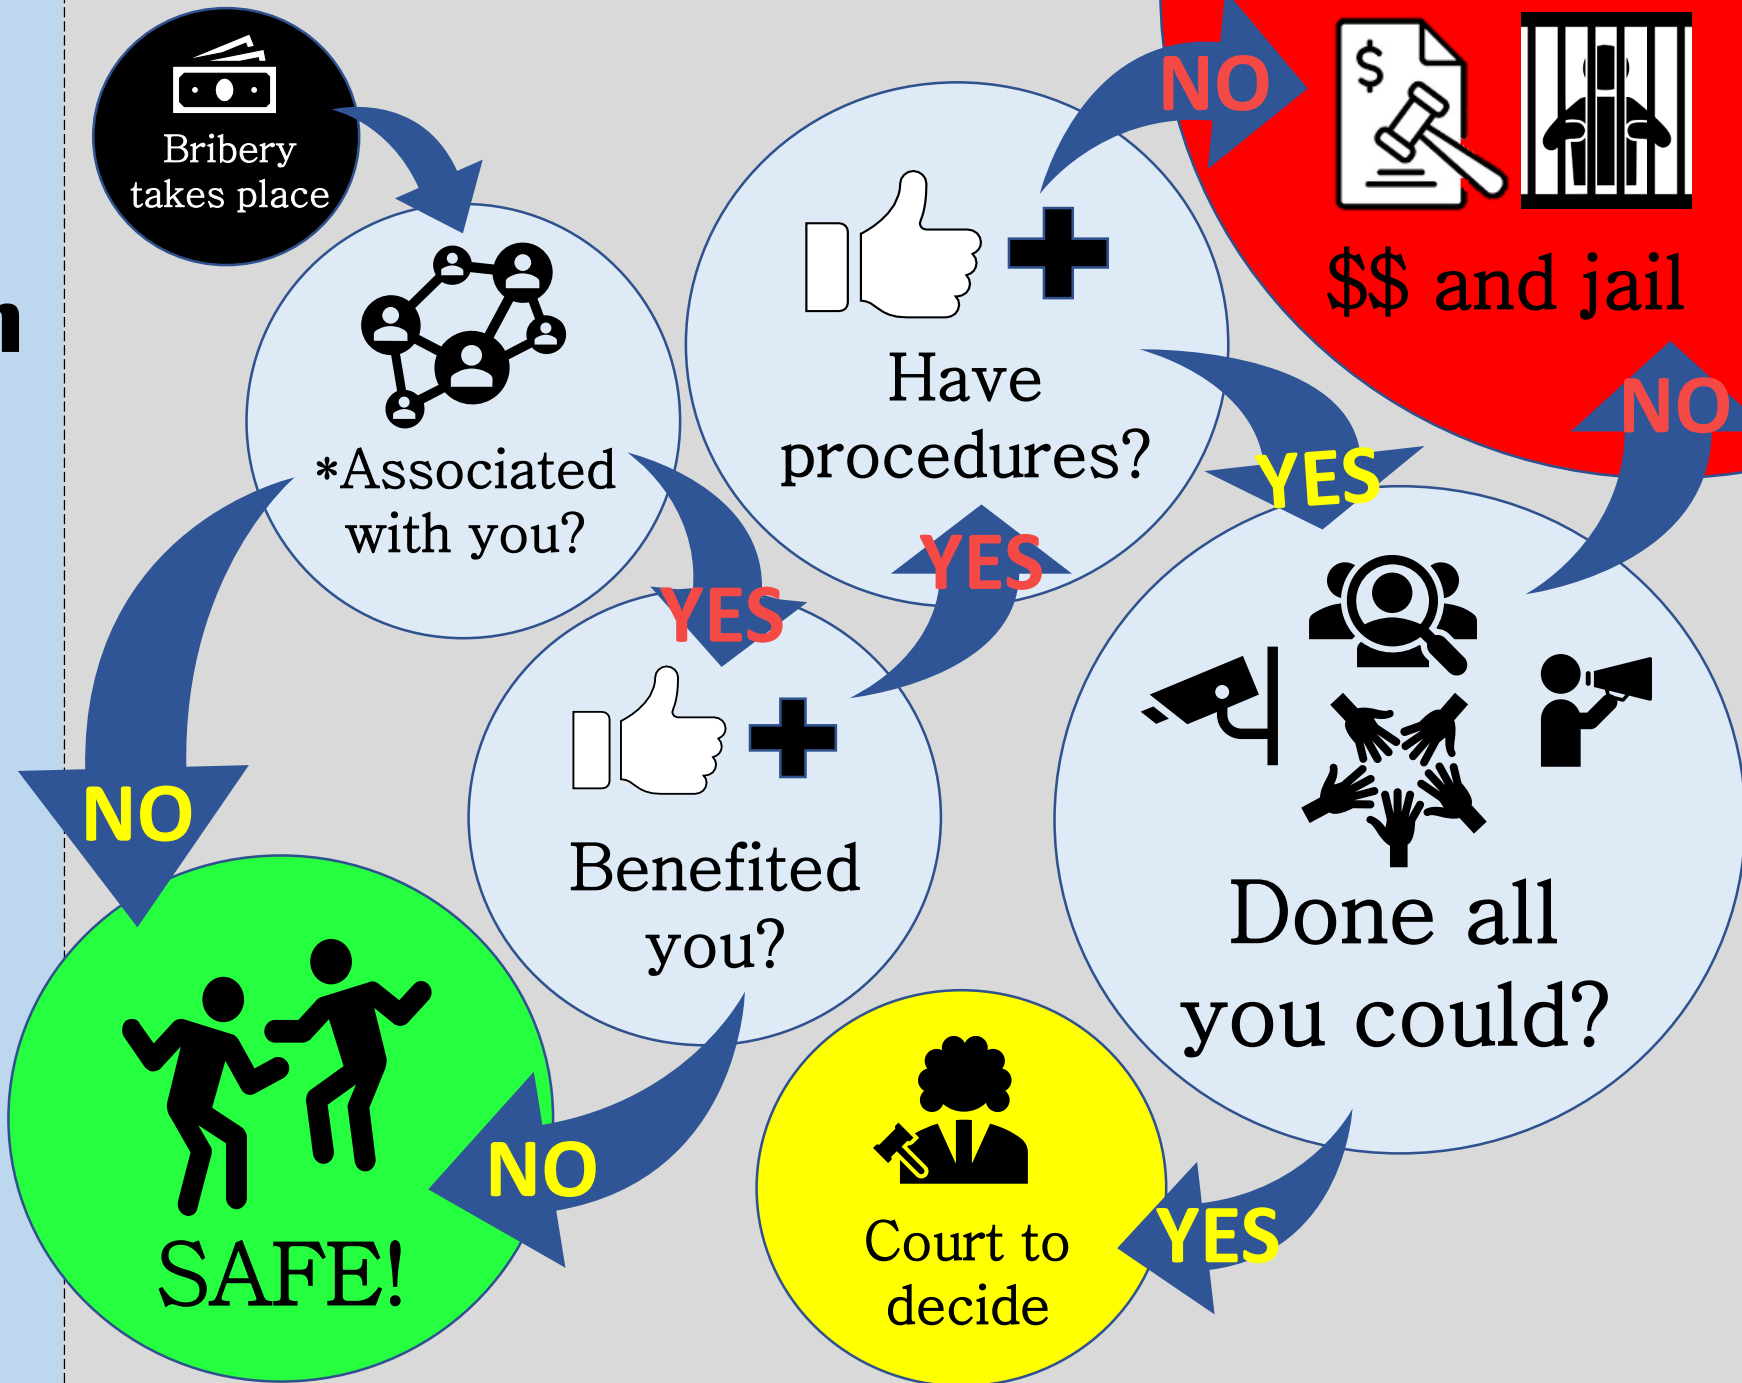 Bribery
takes place
*Associated
with you?
NO
YES
Benefited
you?
NO
YES
Have
procedures?
NO
YES
Done all
you could?
NO
YES
$
$$ and jail
Court to
decide
SAFE!